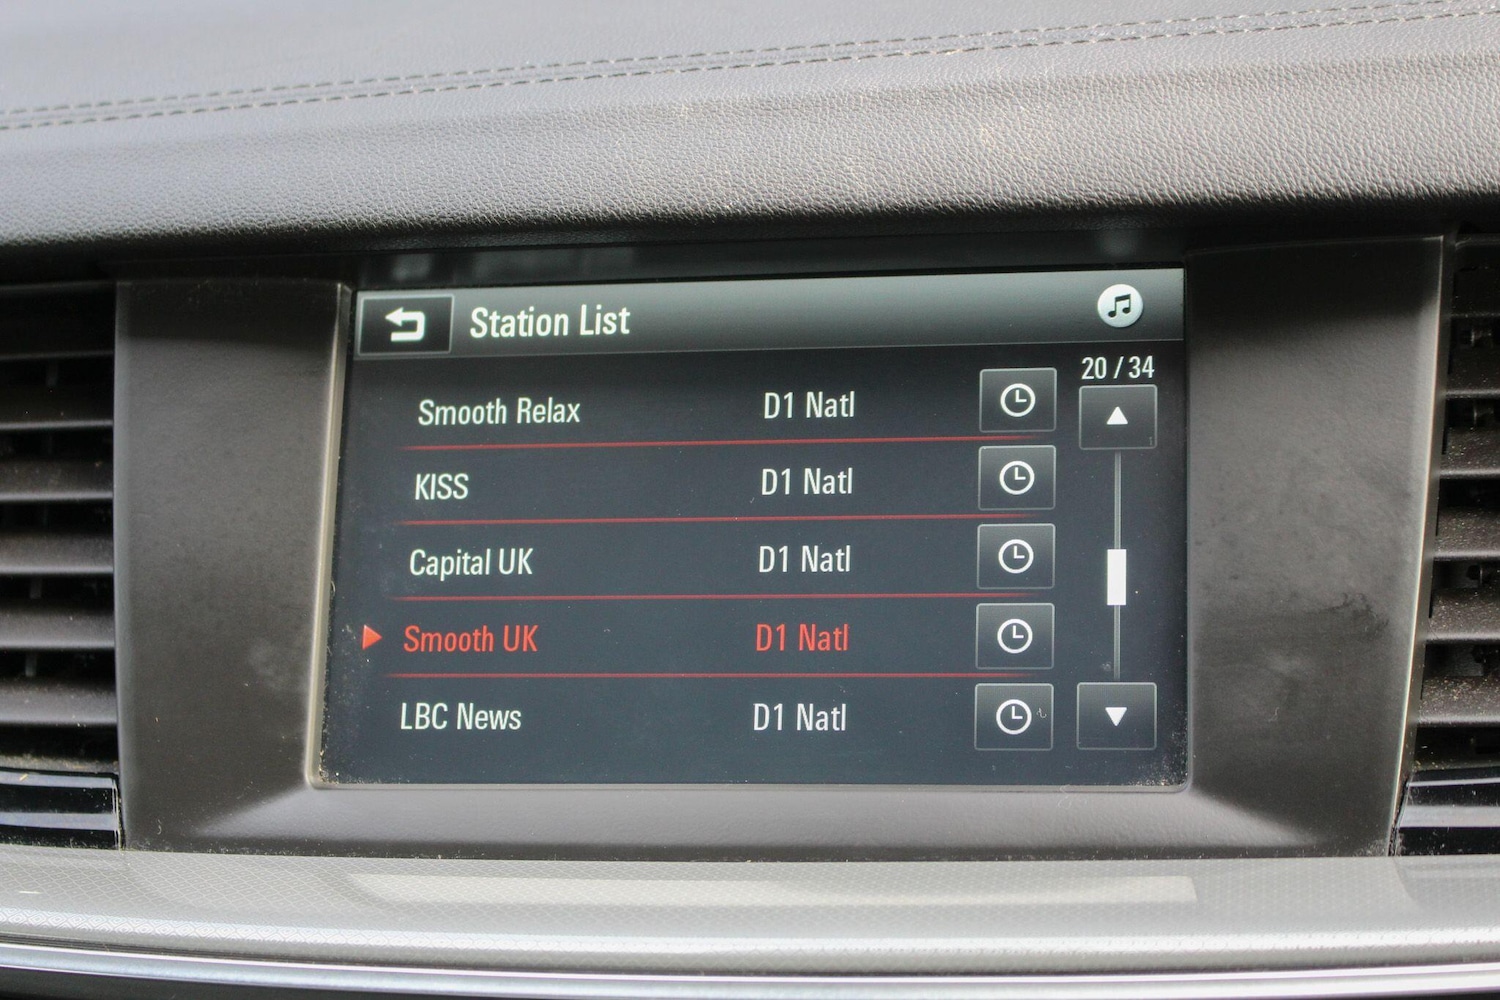 Station List
20 / 34
Smooth Relax D1 Natl
KISS D1 Natl
Capital UK D1 Natl
Smooth UK D1 Natl
LBC News D1 Natl